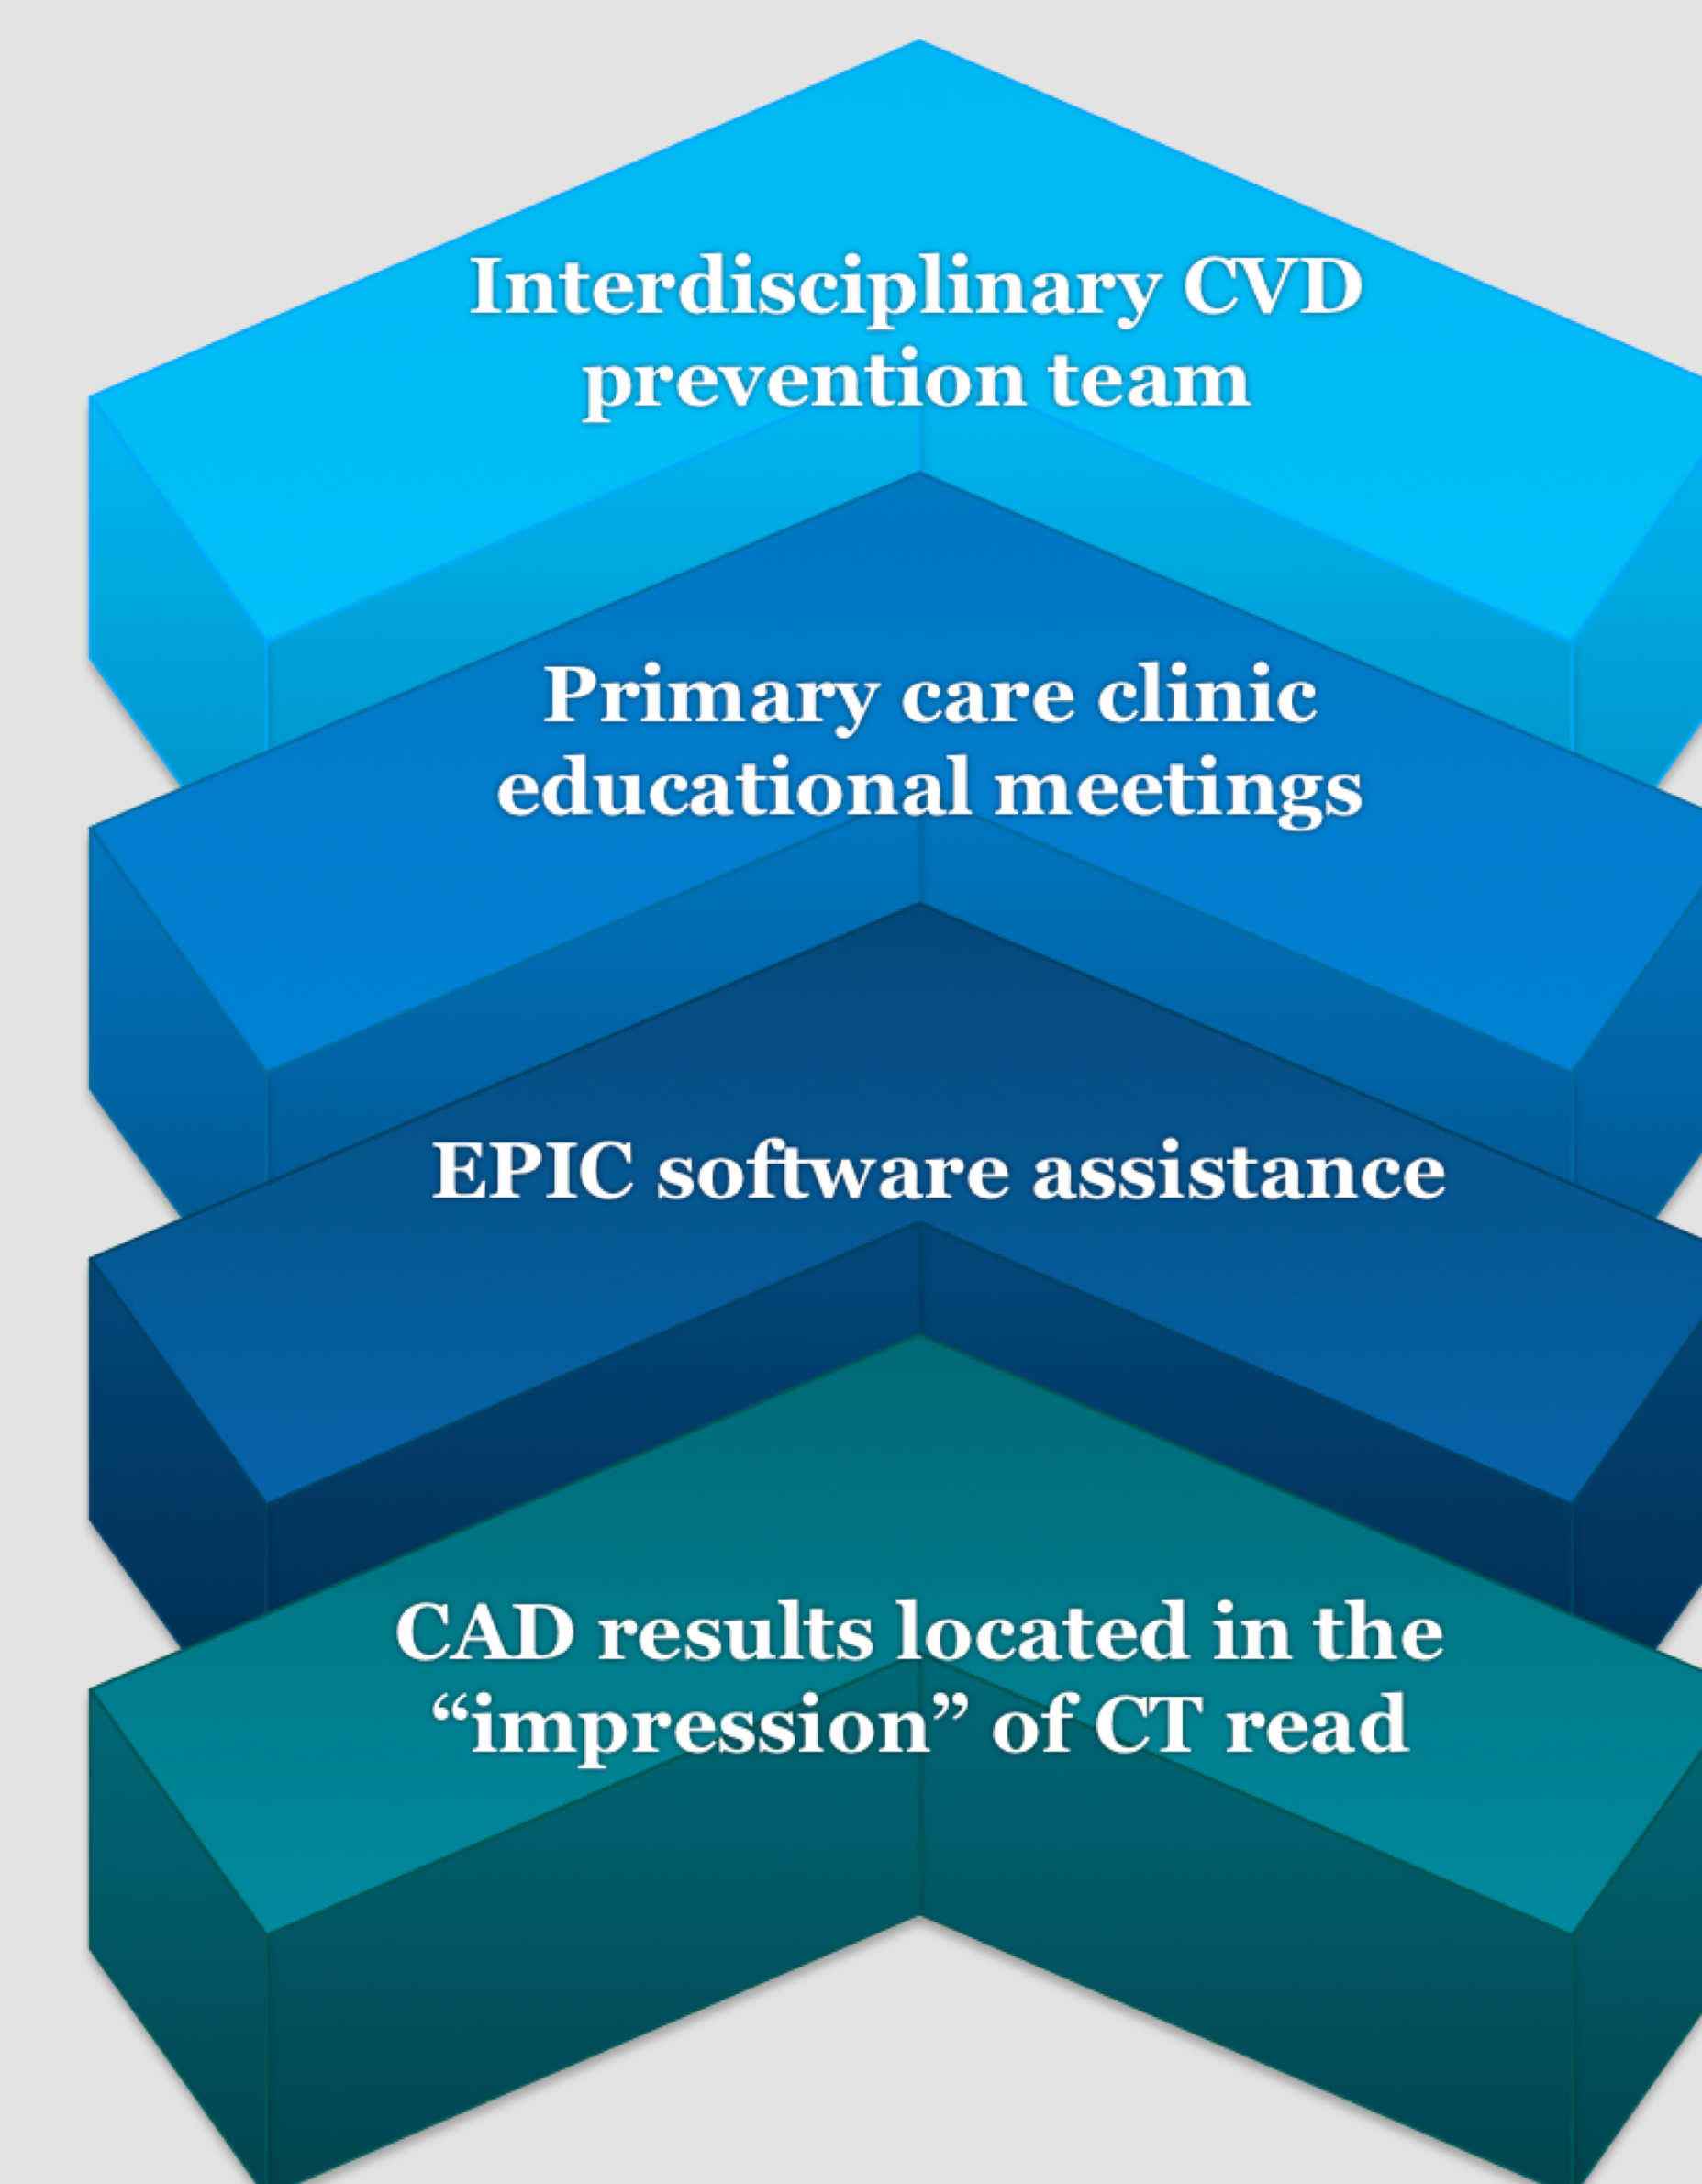 Interdisciplinary CVD
prevention team
Primary care clinic
educational meetings
EPIC software assistance
CAD results located in the
“impression” of CT read